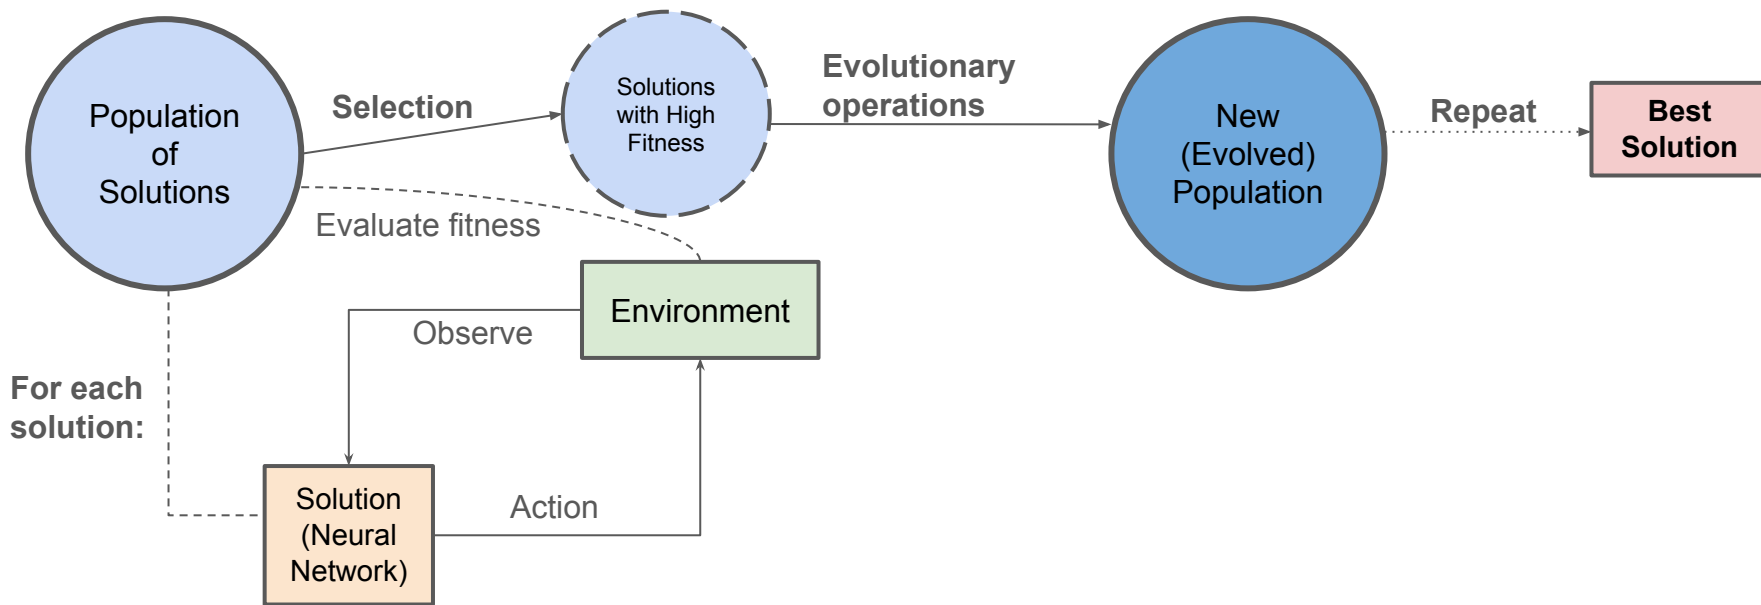 Population
of
Solutions
Selection
Solutions
with High
Fitness
Evolutionary
operations
New
(Evolved)
Population
Repeat
Best
Solution
Evaluate fitness
Environment
Observe
For each
solution:
Solution
(Neural
Network)
Action